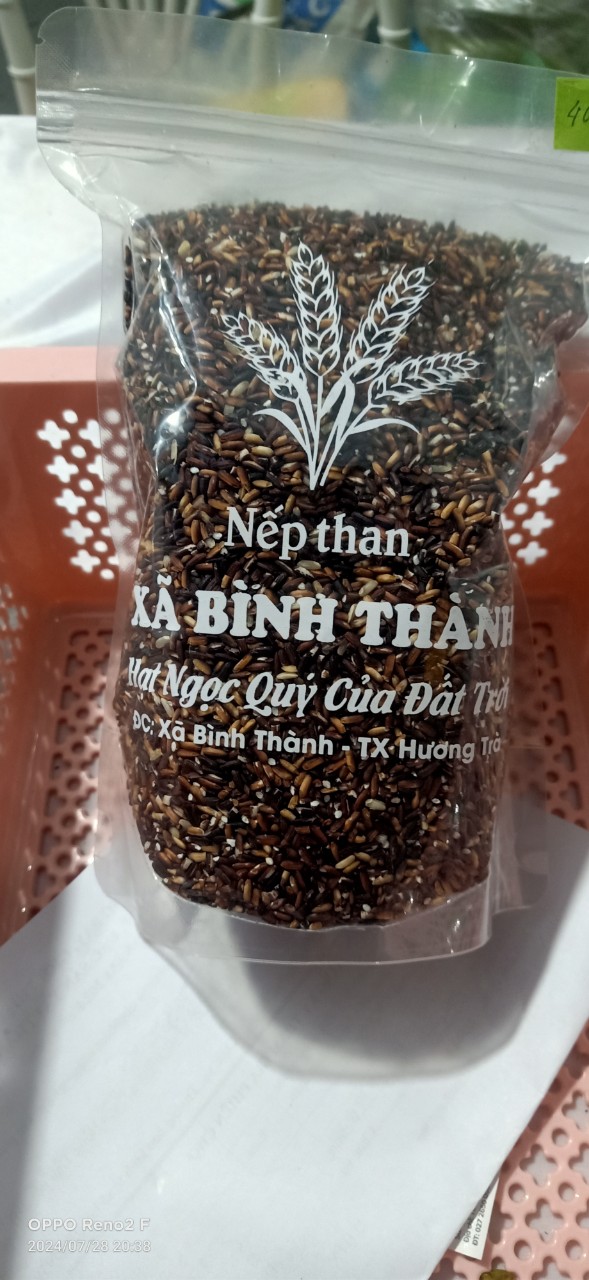 Nếp than
XÃ BÌNH THÀNH
Hạt Ngọc Quý Của Đất Trời
ĐC: Xã Bình Thành - TX Hương Trà
OPPO Reno2 F
2024/07/28 20:38